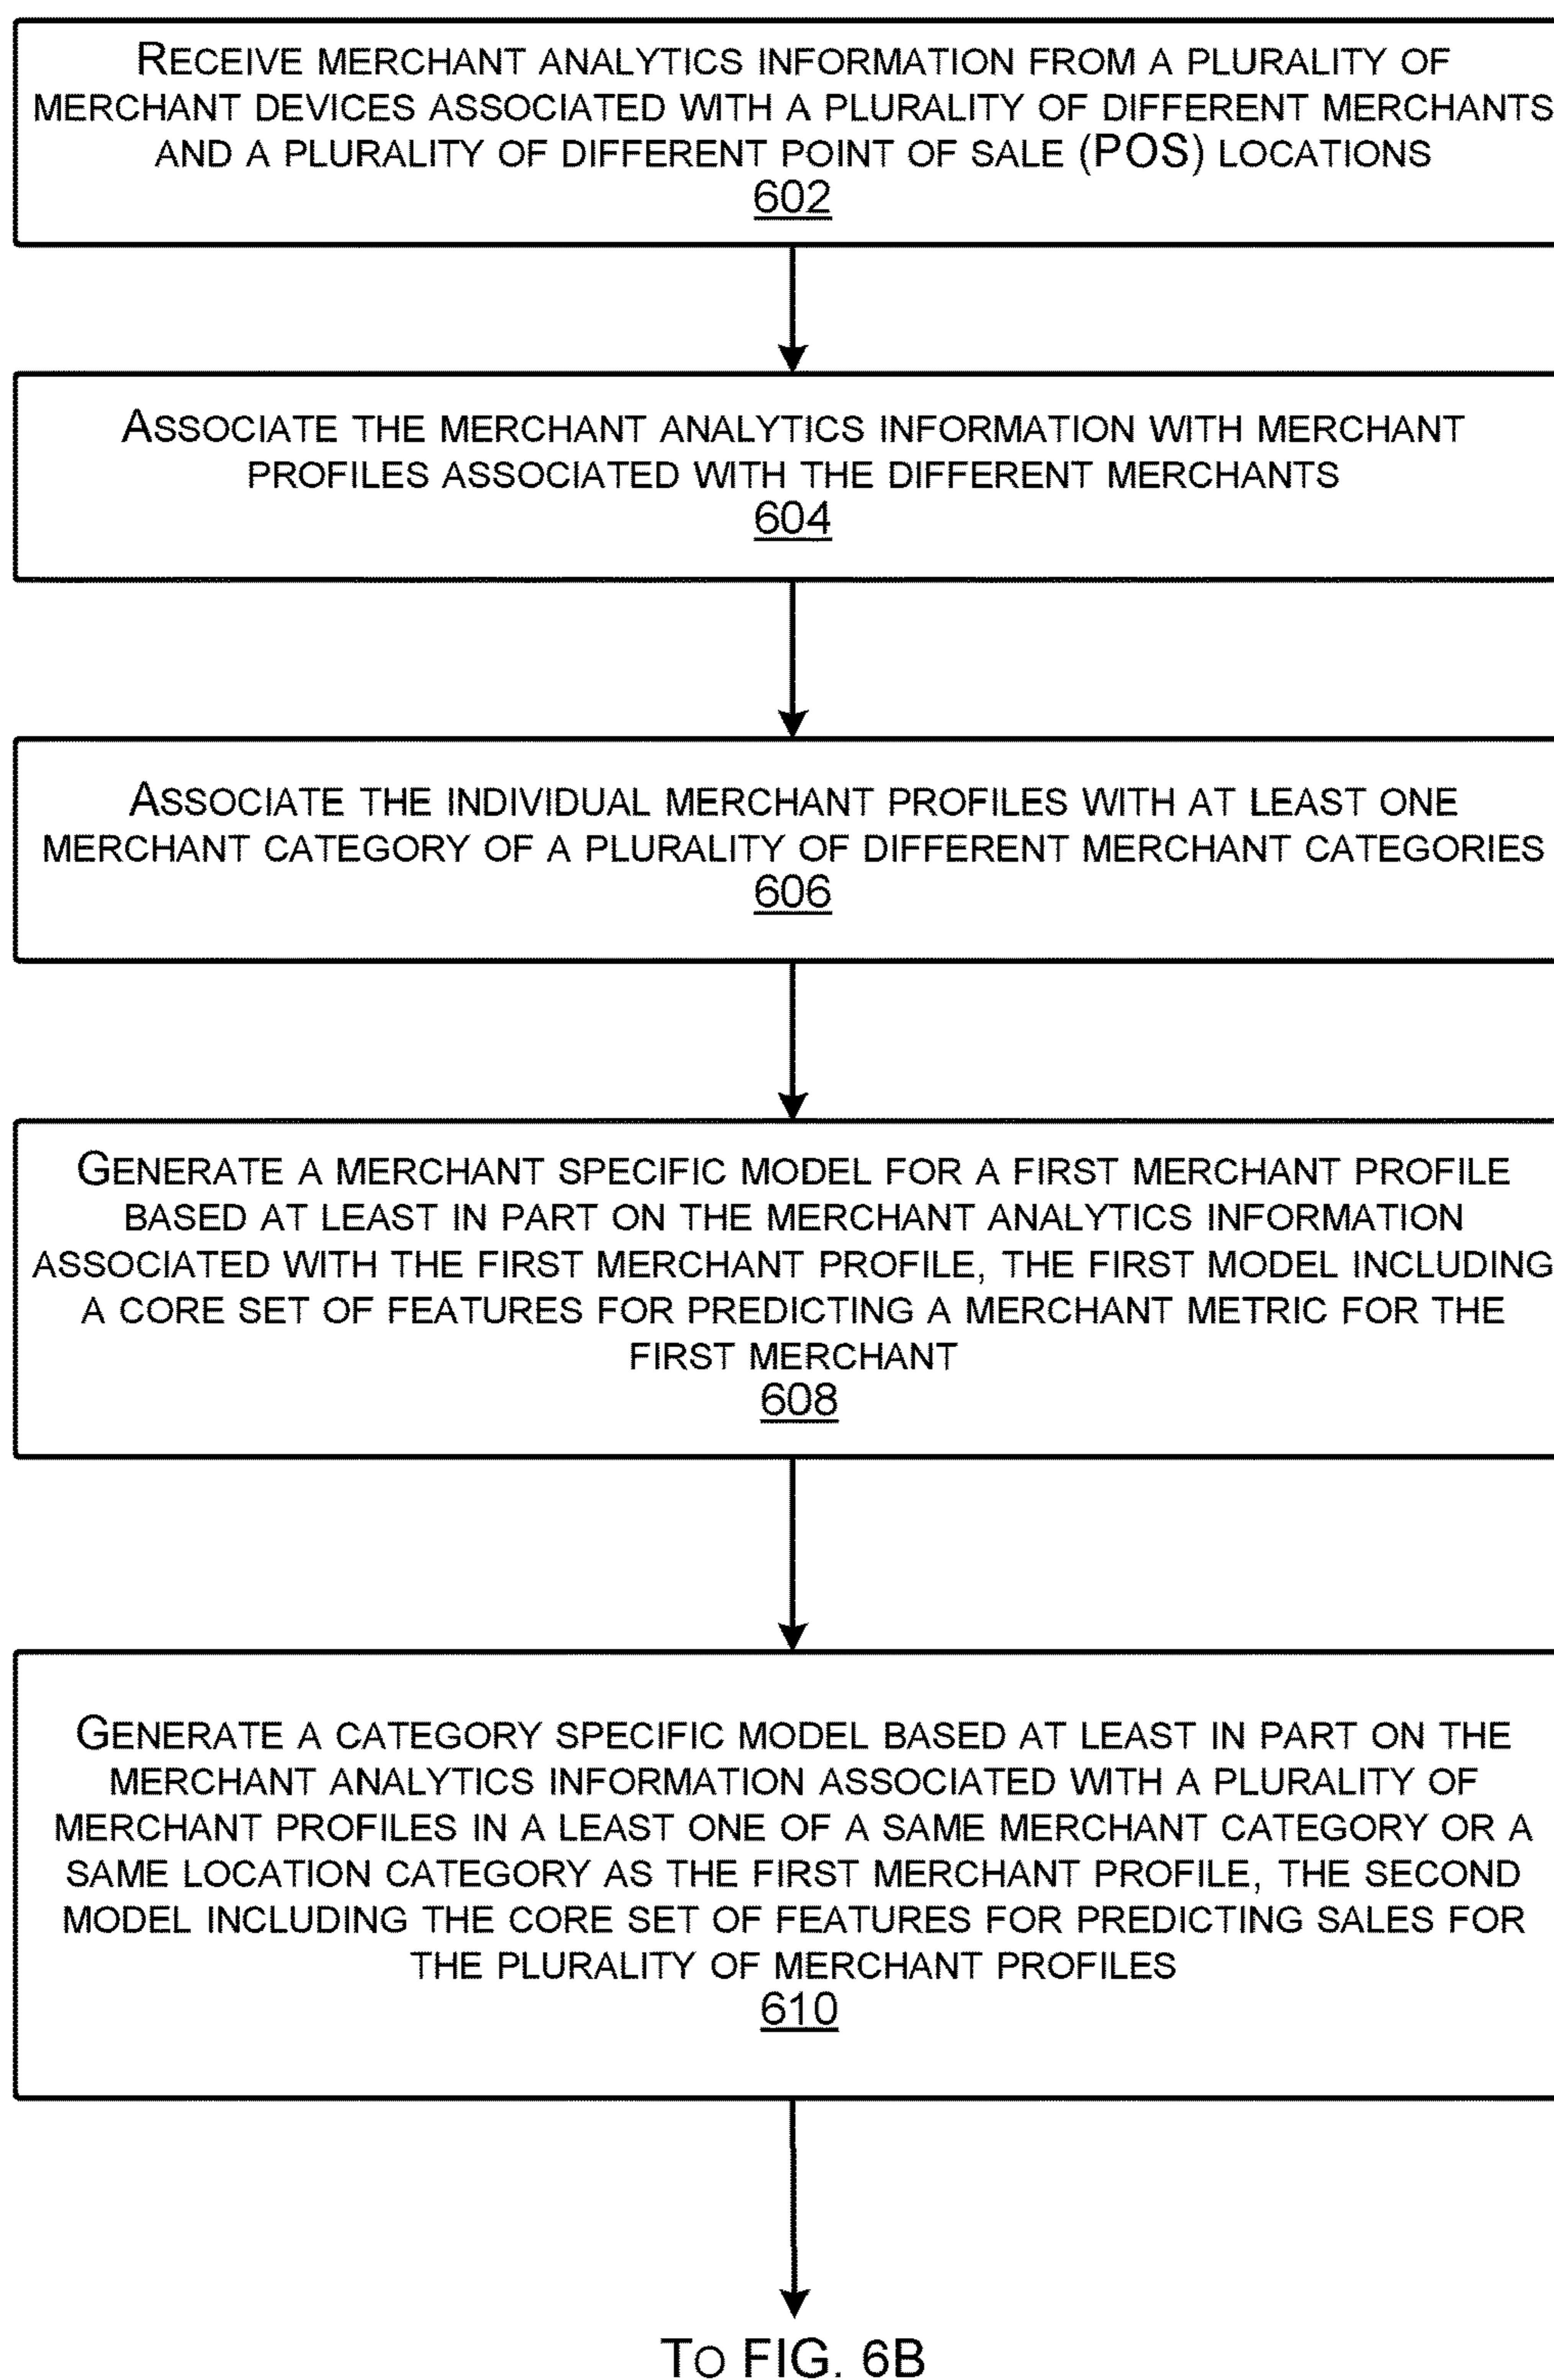 RECEIVE MERCHANT ANALYTICS INFORMATION FROM A PLURALITY OF
MERCHANT DEVICES ASSOCIATED WITH A PLURALITY OF DIFFERENT MERCHANTS
AND A PLURALITY OF DIFFERENT POINT OF SALE (POS) LOCATIONS
602
ASSOCIATE THE MERCHANT ANALYTICS INFORMATION WITH MERCHANT
PROFILES ASSOCIATED WITH THE DIFFERENT MERCHANTS
604
ASSOCIATE THE INDIVIDUAL MERCHANT PROFILES WITH AT LEAST ONE
MERCHANT CATEGORY OF A PLURALITY OF DIFFERENT MERCHANT CATEGORIES
606
GENERATE A MERCHANT SPECIFIC MODEL FOR A FIRST MERCHANT PROFILE
BASED AT LEAST IN PART ON THE MERCHANT ANALYTICS INFORMATION
ASSOCIATED WITH THE FIRST MERCHANT PROFILE, THE FIRST MODEL INCLUDING
A CORE SET OF FEATURES FOR PREDICTING A MERCHANT METRIC FOR THE
FIRST MERCHANT
608
GENERATE A CATEGORY SPECIFIC MODEL BASED AT LEAST IN PART ON THE
MERCHANT ANALYTICS INFORMATION ASSOCIATED WITH A PLURALITY OF
MERCHANT PROFILES IN A LEAST ONE OF A SAME MERCHANT CATEGORY OR A
SAME LOCATION CATEGORY AS THE FIRST MERCHANT PROFILE, THE SECOND
MODEL INCLUDING THE CORE SET OF FEATURES FOR PREDICTING SALES FOR
THE PLURALITY OF MERCHANT PROFILES
610
TO FIG. 6B